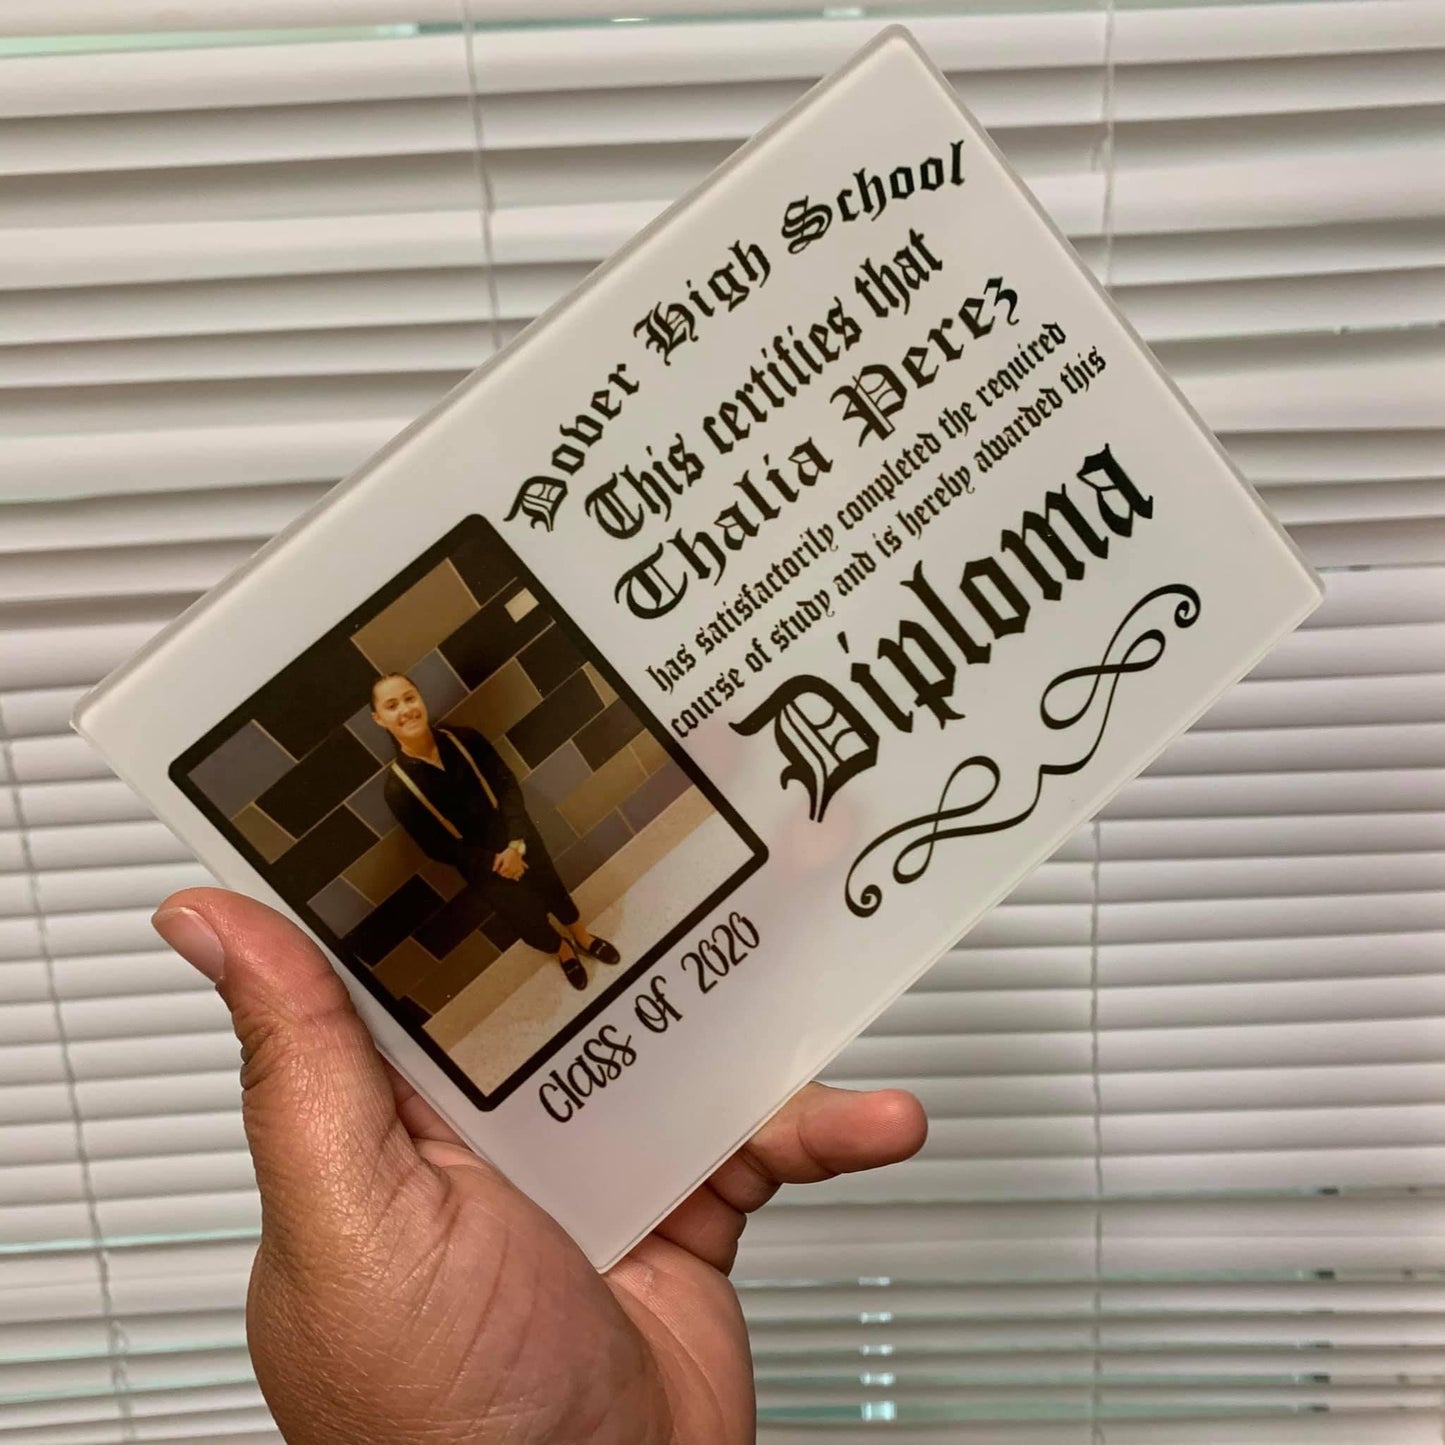 Dover High School
This certifies that
Thalia Perez
has satisfactorily completed the required
course of study and is hereby awarded this
Diploma
Class of 2020